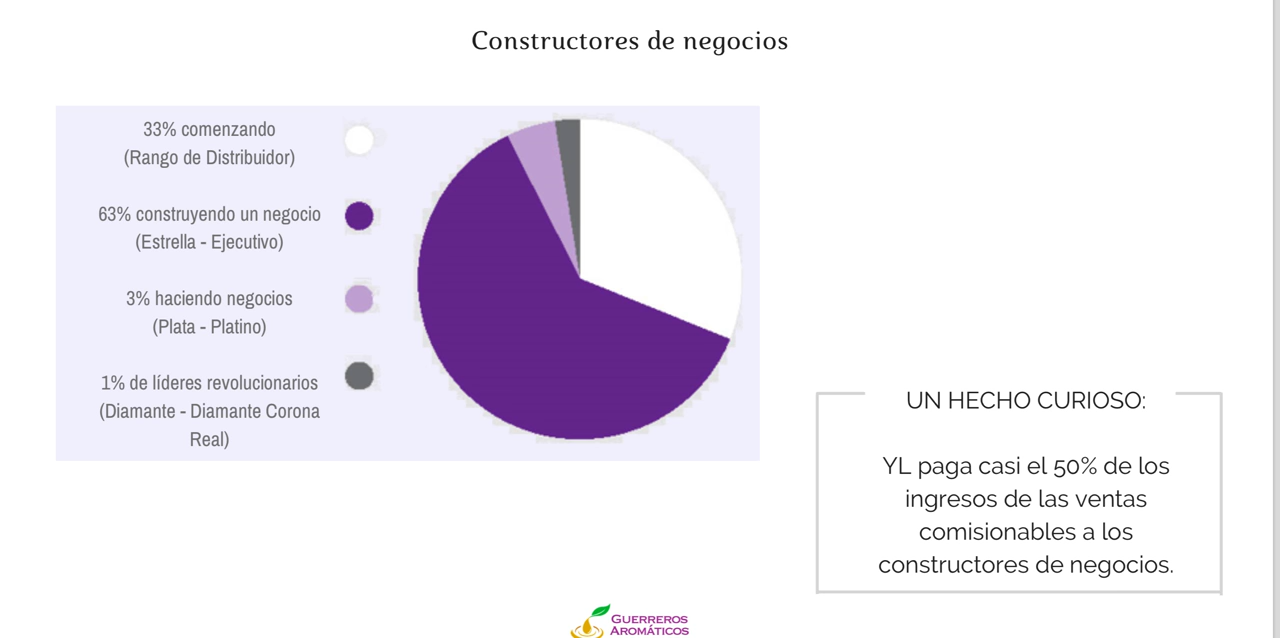 Constructores de negocios
33% comenzando
(Rango de Distribuidor)
63% construyendo un negocio
(Estrella - Ejecutivo)
3% haciendo negocios
(Plata - Platino)
1% de líderes revolucionarios
(Diamante - Diamante Corona
Real)
UN HECHO CURIOSO:
YL paga casi el 50% de los
ingresos de las ventas
comisionables a los
constructores de negocios.
GUERREROS
AROMÁTICOS